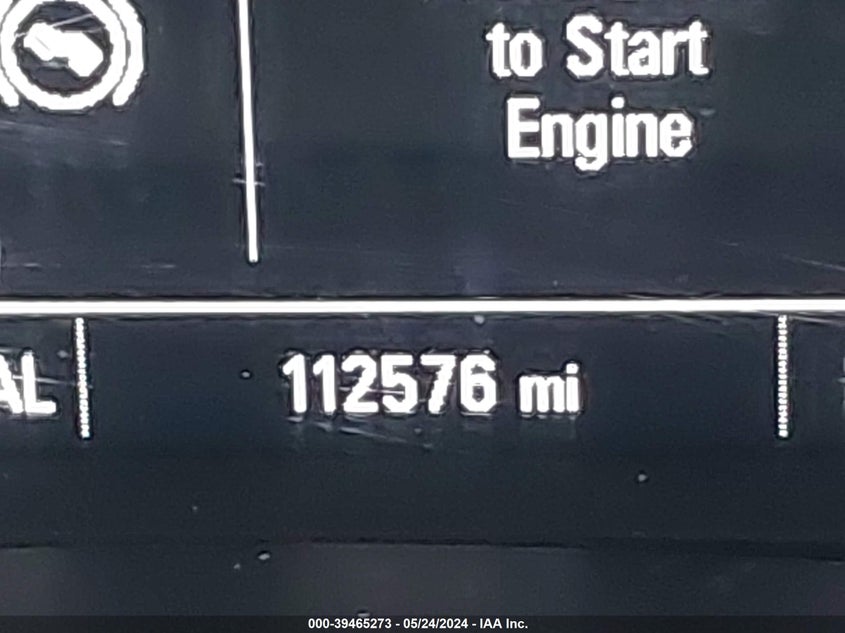 to Start
Engine
AL
112576 mi
000-39465273 - 05/24/2024 - IAA Inc.